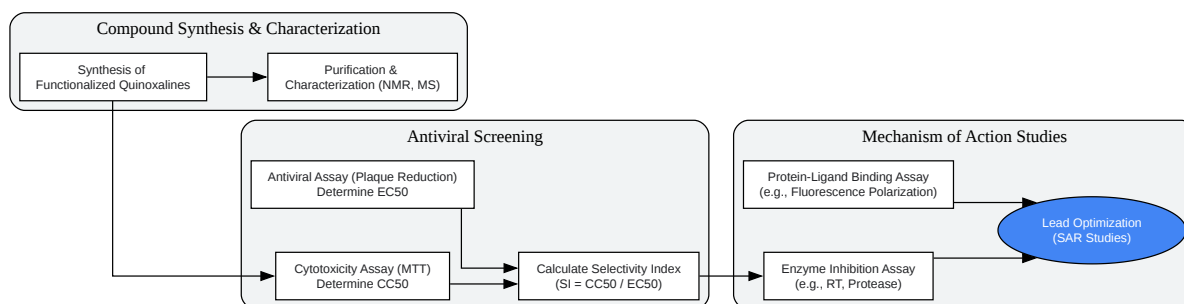 Compound Synthesis & Characterization
Synthesis of
Functionalized Quinoxalines
Purification &
Characterization (NMR, MS)
Antiviral Screening
Antiviral Assay (Plaque Reduction)
Determine EC50
Cytotoxicity Assay (MTT)
Determine CC50
Calculate Selectivity Index
(SI = CC50 / EC50)
Mechanism of Action Studies
Protein-Ligand Binding Assay
(e.g., Fluorescence Polarization)
Enzyme Inhibition Assay
(e.g., RT, Protease)
Lead Optimization
(SAR Studies)